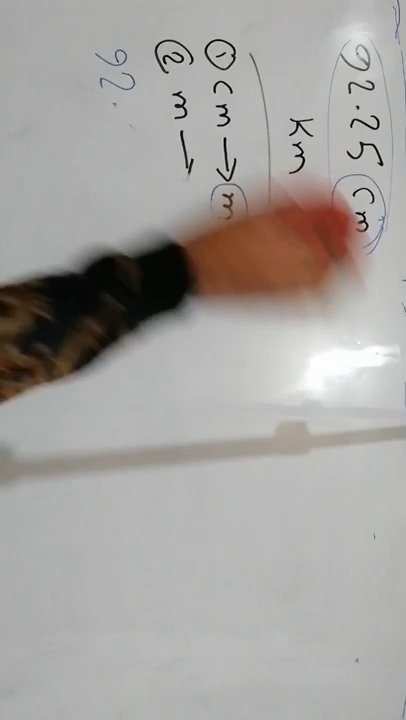 92.25 cm
Km
① cm → m
② m →
92.